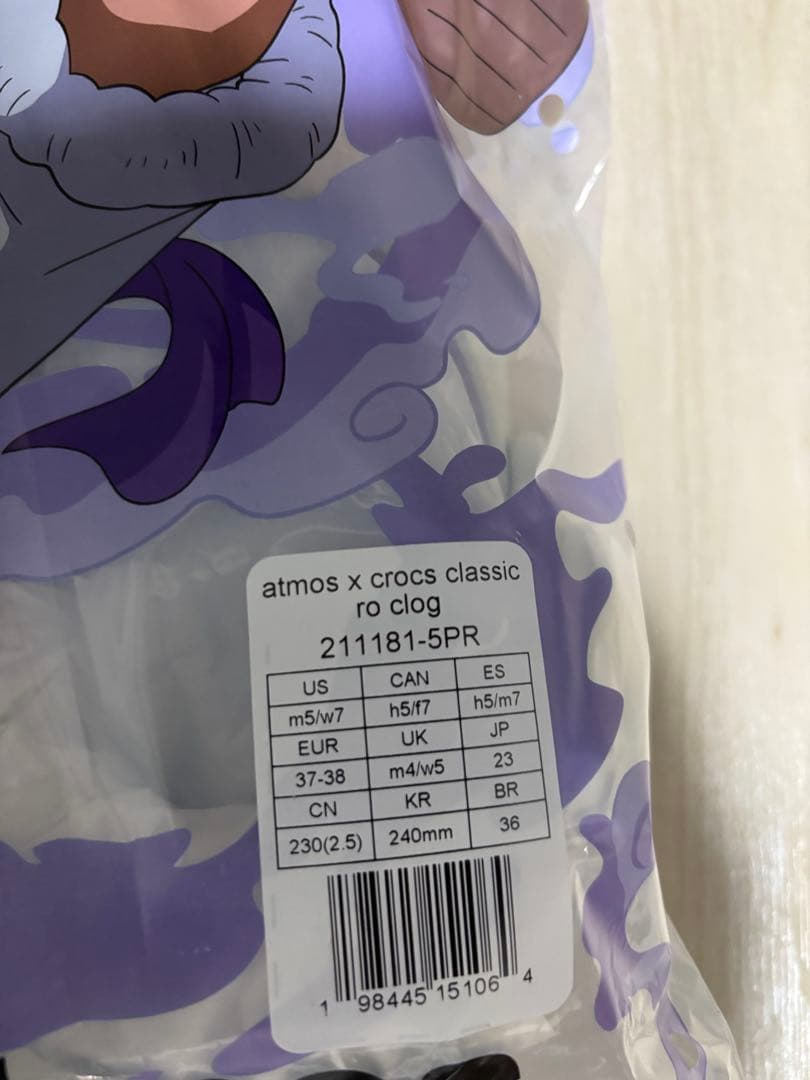 atmos x crocs classic
ro clog
211181-5PR
US CAN ES
m5/w7 h5/f7 h5/m7
EUR UK JP
37-38 m4/w5 23
CN KR BR
230(2.5) 240mm 36
1 98445 15106 4